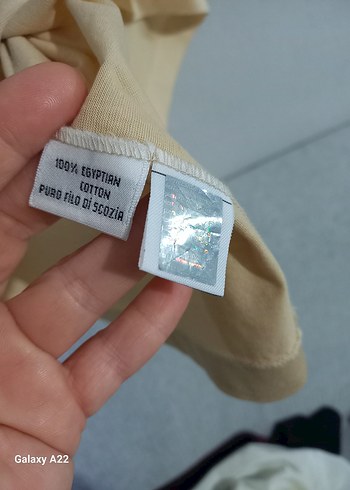 100% EGYPTIAN
COTTON
PURO FILO DI SCOZIA
Galaxy A22